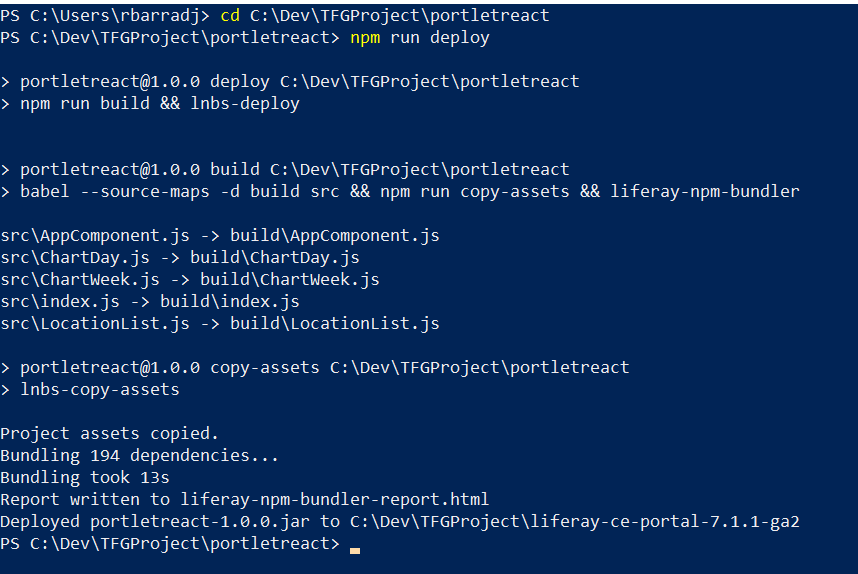 PS C:\Users\rbarradj> cd C:\Dev\TFGProject\portletreact
PS C:\Dev\TFGProject\portletreact> npm run deploy
> portletreact@1.0.0 deploy C:\Dev\TFGProject\portletreact
> npm run build && lnbs-deploy
> portletreact@1.0.0 build C:\Dev\TFGProject\portletreact
> babel --source-maps -d build src && npm run copy-assets && liferay-npm-bundler
src\AppComponent.js -> build\AppComponent.js
src\ChartDay.js -> build\ChartDay.js
src\ChartWeek.js -> build\ChartWeek.js
src\index.js -> build\index.js
src\LocationList.js -> build\LocationList.js
> portletreact@1.0.0 copy-assets C:\Dev\TFGProject\portletreact
> lnbs-copy-assets
Project assets copied.
Bundling 194 dependencies...
Bundling took 13s
Report written to liferay-npm-bundler-report.html
Deployed portletreact-1.0.0.jar to C:\Dev\TFGProject\liferay-ce-portal-7.1.1-ga2
PS C:\Dev\TFGProject\portletreact>